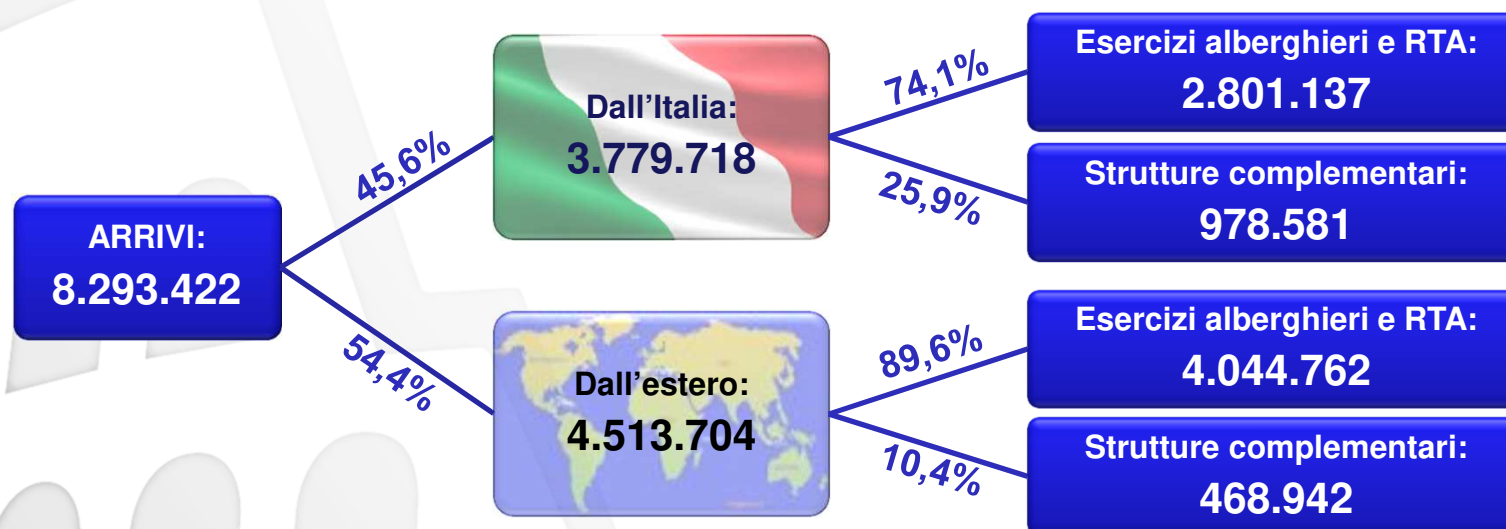 ARRIVI:
8.293.422
45,6%
54,4%
Dall'Italia:
3.779.718
74,1%
25,9%
Esercizi alberghieri e RTA:
2.801.137
Strutture complementari:
978.581
Dall'estero:
4.513.704
89,6%
10,4%
Esercizi alberghieri e RTA:
4.044.762
Strutture complementari:
468.942